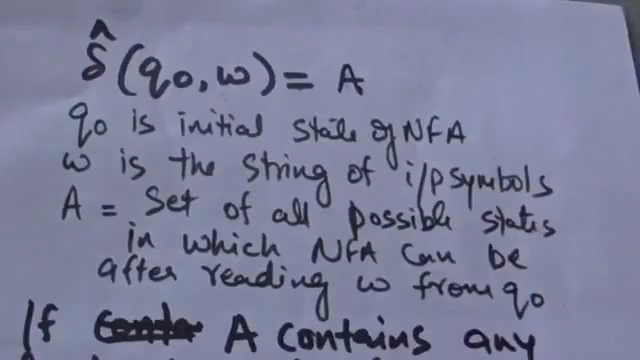 δ̂(q0, w) = A
q0 is initial state of NFA
w is the string of i/p symbols
A = Set of all possible states
in which NFA can be
after reading w from q0
If A contains any